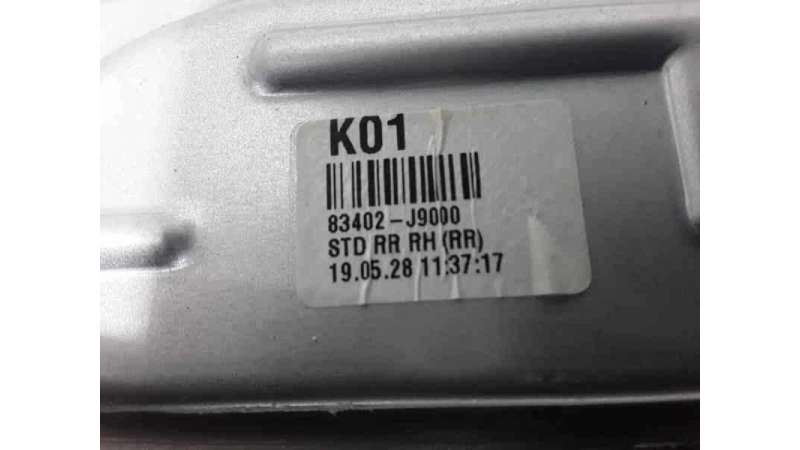 K01
83402-J9000
STD RR RH (RR)
19.05.28 11:37:17